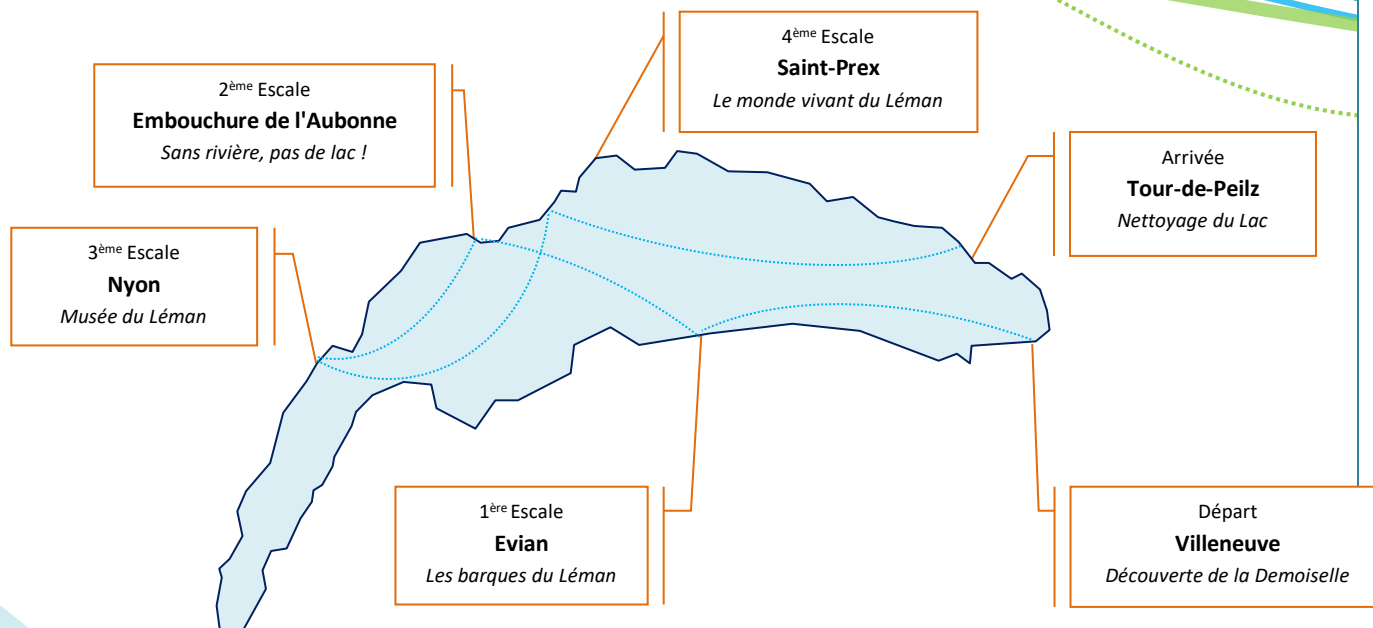 4ème Escale
Saint-Prex
Le monde vivant du Léman
2ème Escale
Embouchure de l'Aubonne
Sans rivière, pas de lac !
Arrivée
Tour-de-Peilz
Nettoyage du Lac
3ème Escale
Nyon
Musée du Léman
1ère Escale
Evian
Les barques du Léman
Départ
Villeneuve
Découverte de la Demoiselle